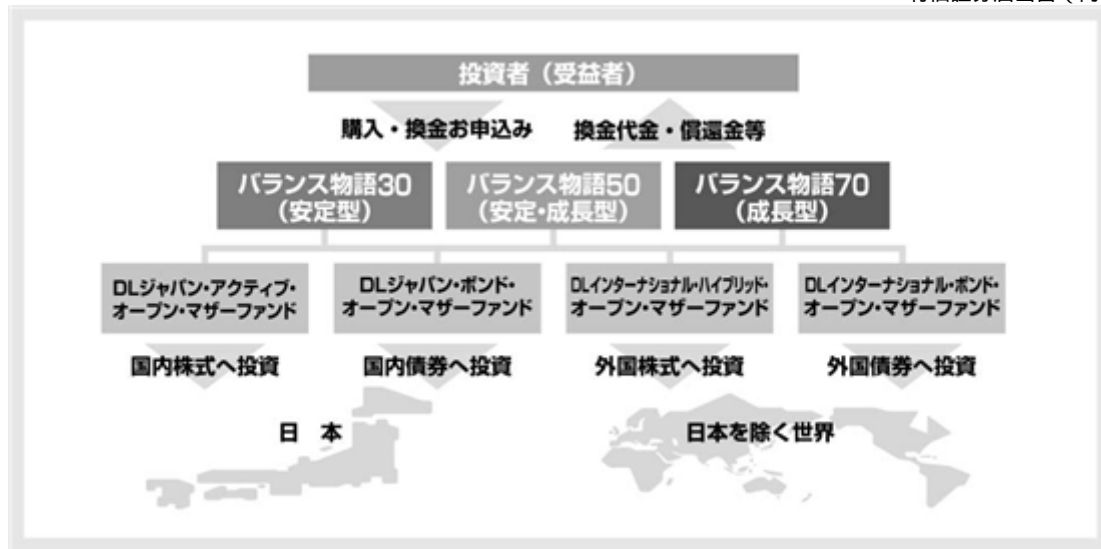 投資者（受益者）
購入・換金お申込み
換金代金・償還金等
バランス物語30
（安定型）
バランス物語50
（安定・成長型）
バランス物語70
（成長型）
DLジャパン・アクティブ・
オープン・マザーファンド
DLジャパン・ボンド・
オープン・マザーファンド
DLインターナショナル・ハイブリッド・
オープン・マザーファンド
DLインターナショナル・ボンド・
オープン・マザーファンド
国内株式へ投資
国内債券へ投資
外国株式へ投資
外国債券へ投資
日 本
日本を除く世界